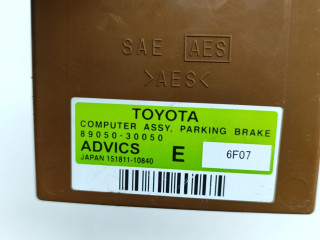 SAE AES
>AES<
TOYOTA
COMPUTER ASSY, PARKING BRAKE
89050-30050
ADVICS E 6F07
JAPAN 151811-10840